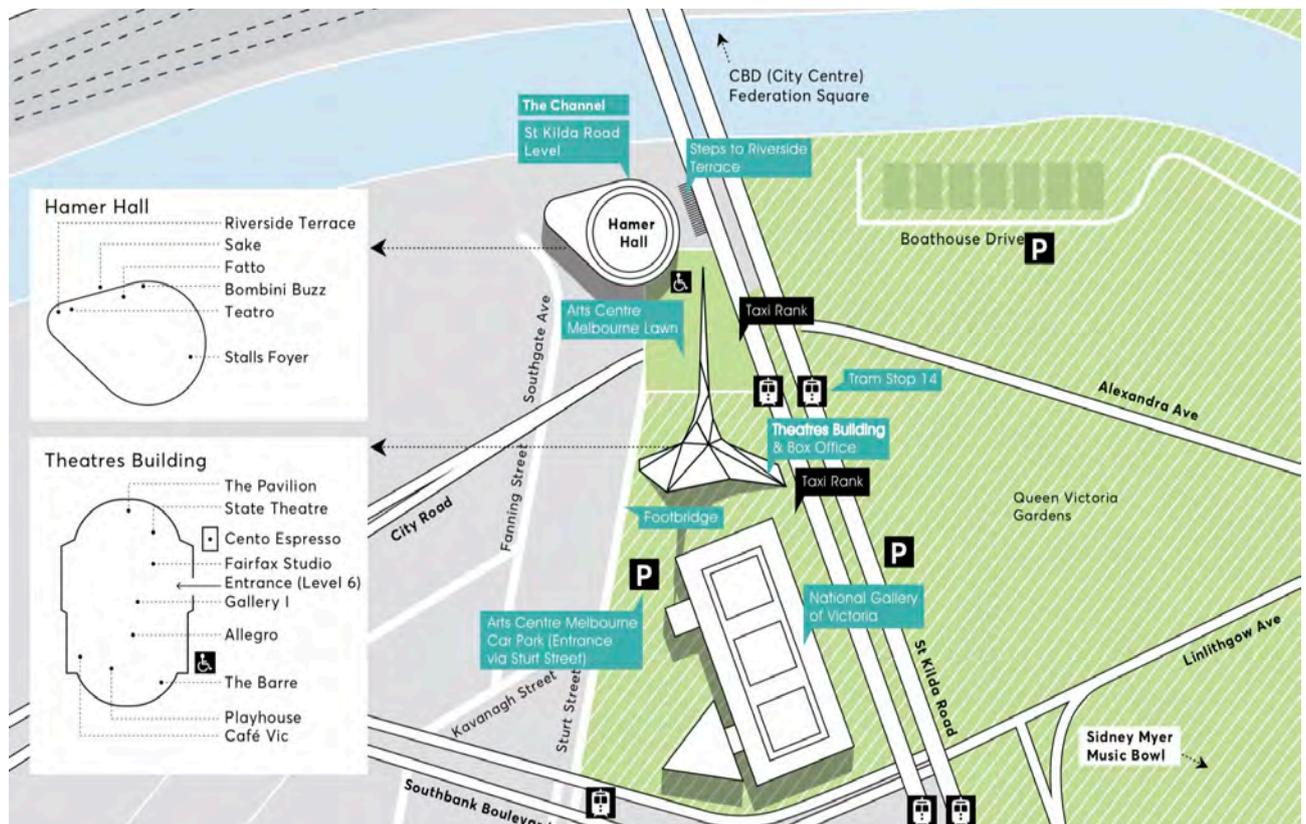 CBD (City Centre)
Federation Square
The Channel
St Kilda Road
Level
Steps to Riverside
Terrace
Hamer
Hall
Boathouse Drive
P
Hamer Hall
Riverside Terrace
Sake
Fatto
Bombini Buzz
Teatro
Stalls Foyer
Arts Centre
Melbourne Lawn
Taxi Rank
Southgate Ave
Tram Stop 14
Alexandra Ave
Theatres Building
& Box Office
Taxi Rank
Queen Victoria
Gardens
City Road
Fanning Street
Footbridge
P
P
Theatres Building
The Pavilion
State Theatre
Cento Espresso
Fairfax Studio
Entrance (Level 6)
Gallery I
Allegro
The Barre
Playhouse
Café Vic
Arts Centre Melbourne
Car Park (Entrance
via Sturt Street)
National Gallery
of Victoria
Linlithgow Ave
St Kilda Road
Kavanagh Street
Sturt Street
Sidney Myer
Music Bowl
Southbank